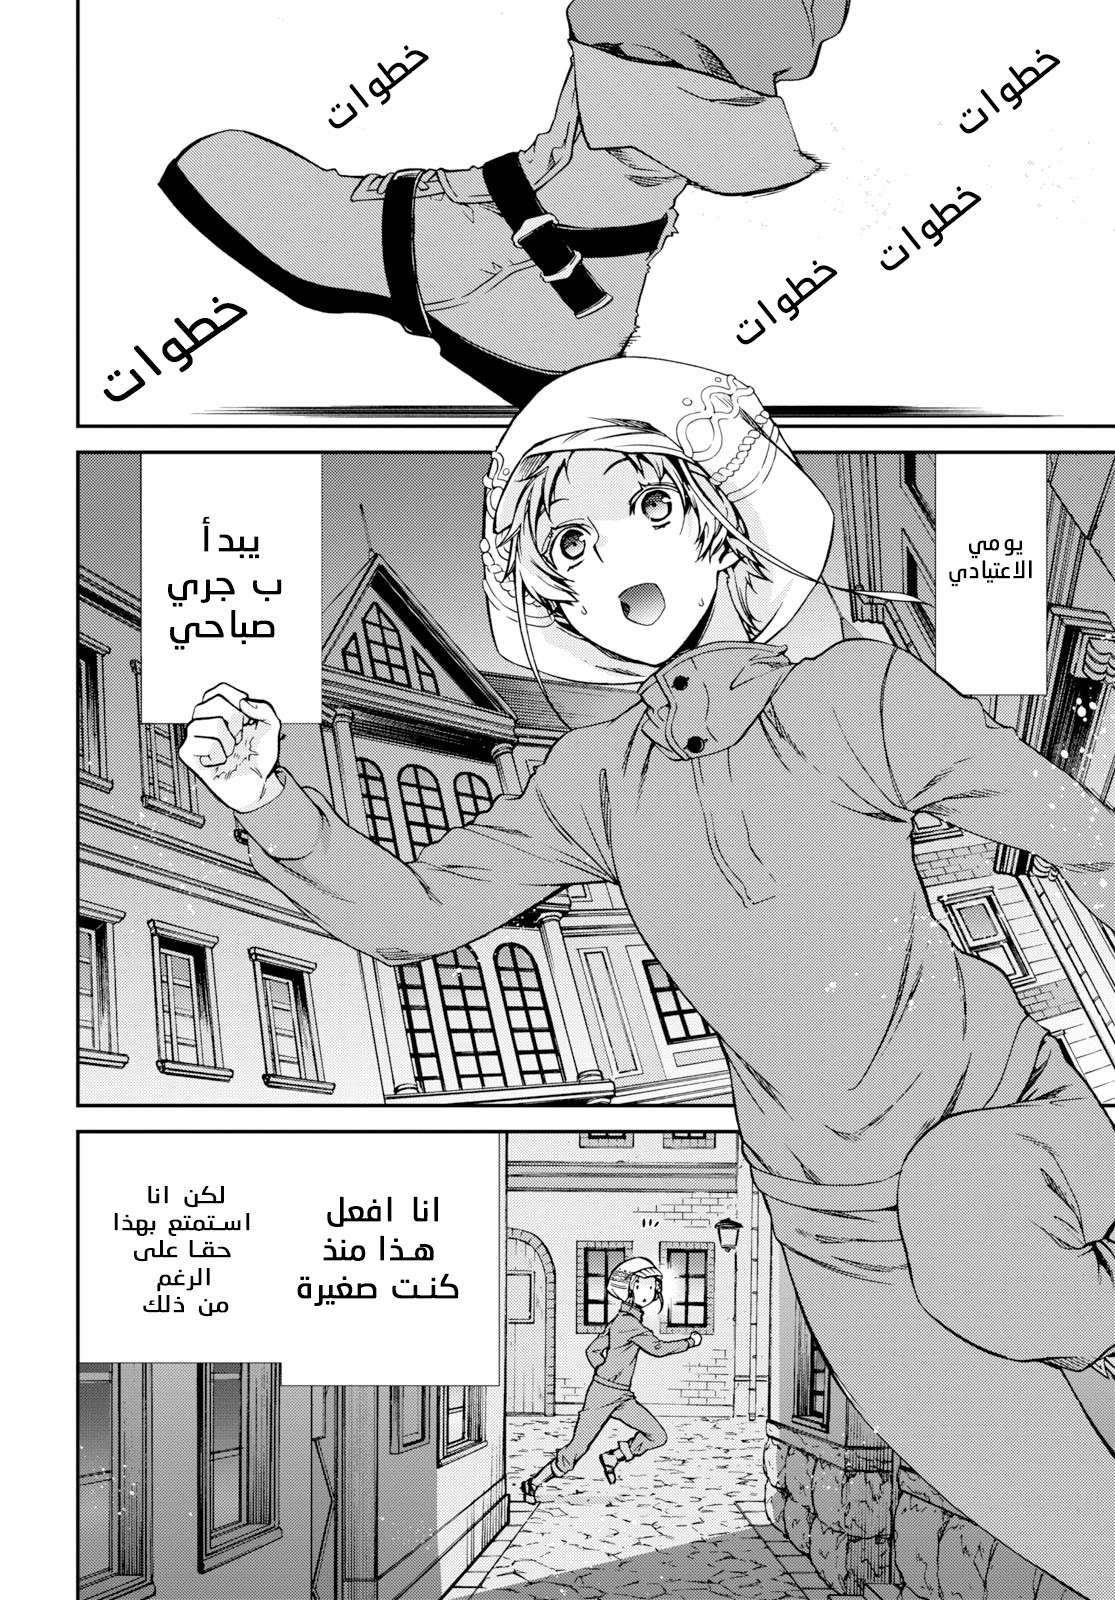 خطوات
خطوات
خطوات
خطوات
خطوات
يومي
الاعتيادي
يبدأ
ب جري
صباحي
انا افعل
هذا منذ
كنت صغيرة
لكن انا
استمتع بهذا
حقا على
الرغم
من ذلك